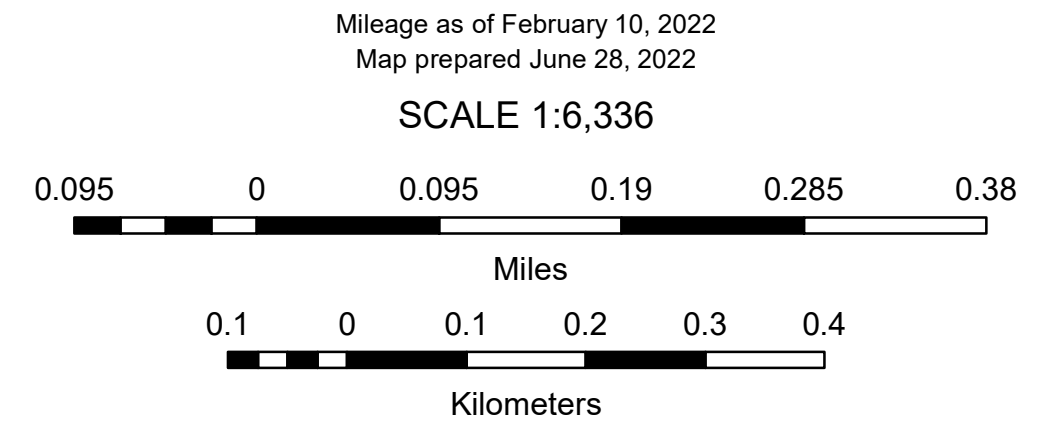 Mileage as of February 10, 2022
Map prepared June 28, 2022
SCALE 1:6,336
0.095 0 0.095 0.19 0.285 0.38
Miles
0.1 0 0.1 0.2 0.3 0.4
Kilometers